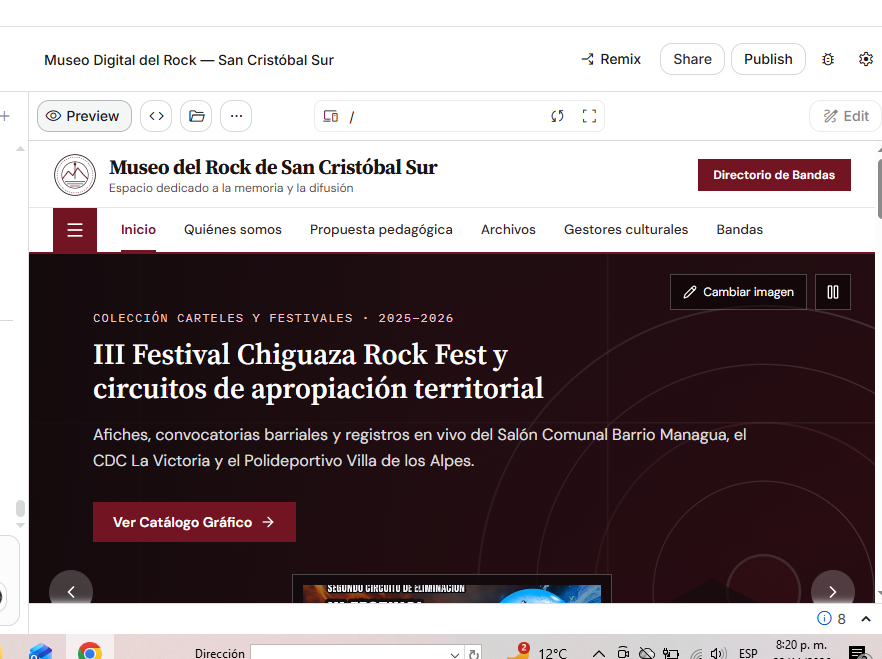 Museo Digital del Rock — San Cristóbal Sur
Remix
Share
Publish
Preview
/
Edit
Museo del Rock de San Cristóbal Sur
Espacio dedicado a la memoria y la difusión
Directorio de Bandas
Inicio
Quiénes somos
Propuesta pedagógica
Archivos
Gestores culturales
Bandas
Cambiar imagen
COLECCIÓN CARTELES Y FESTIVALES · 2025–2026
III Festival Chiguaza Rock Fest y
circuitos de apropiación territorial
Afiches, convocatorias barriales y registros en vivo del Salón Comunal Barrio Managua, el
CDC La Victoria y el Polideportivo Villa de los Alpes.
Ver Catálogo Gráfico →
SEGUNDO CIRCUITO DE ELIMINACION
8
Dirección
2
12°C
ESP
8:20 p. m.